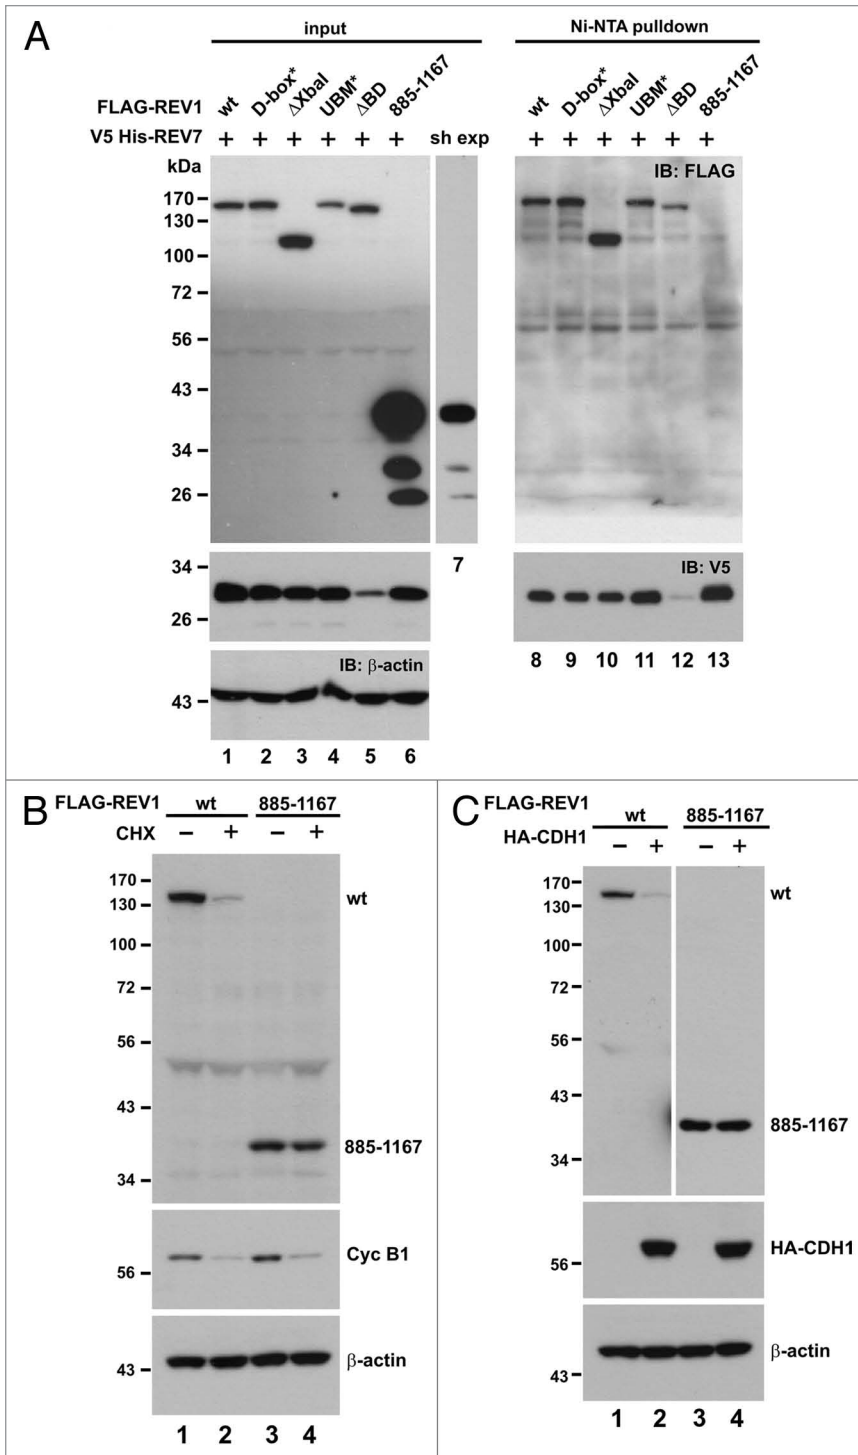 A
input
Ni-NTA pulldown
FLAG-REV1 wt D-box* ΔXbaI UBM* ΔBD 885-1167
wt D-box* ΔXbaI UBM* ΔBD 885-1167
V5 His-REV7 + + + + + + sh exp + + + + + +
kDa
IB: FLAG
170
130
100
72
56
43
34
26
7
34
26
IB: V5
8 9 10 11 12 13
IB: β-actin
43
1 2 3 4 5 6
B
FLAG-REV1 wt 885-1167
CHX – + – +
170
130
wt
100
72
56
43
885-1167
34
Cyc B1
56
β-actin
43
1 2 3 4
C
FLAG-REV1 wt 885-1167
HA-CDH1 – + – +
170
130
wt
100
72
56
43
885-1167
34
HA-CDH1
56
β-actin
43
1 2 3 4